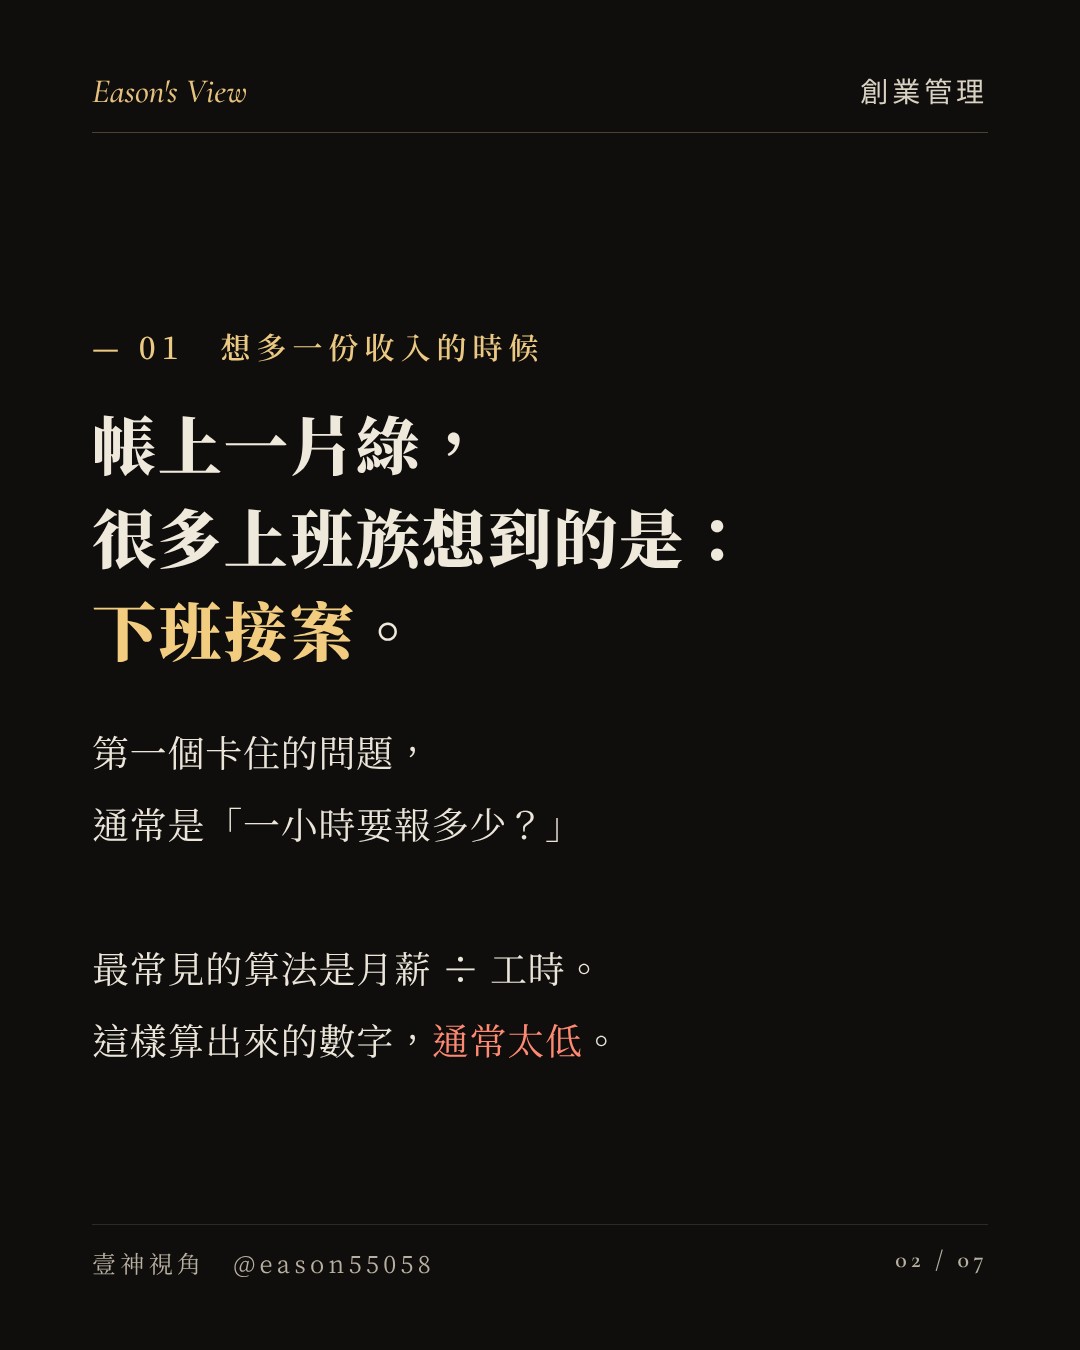 Eason's View
創業管理
— 01 想多一份收入的時候
帳上一片綠，
很多上班族想到的是：
下班接案。
第一個卡住的問題，
通常是「一小時要報多少？」
最常見的算法是月薪 ÷ 工時。
這樣算出來的數字，通常太低。
壹神視角 @eason55058
02 / 07